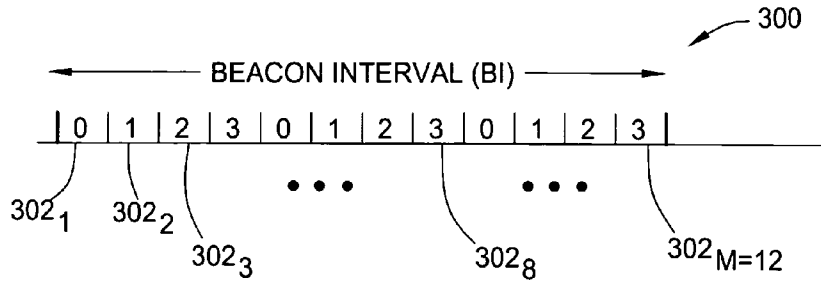 300
BEACON INTERVAL (BI)
0 1 2 3 0 1 2 3 0 1 2 3
302₁ 302₂ 302₃ 302₈ 302M=12